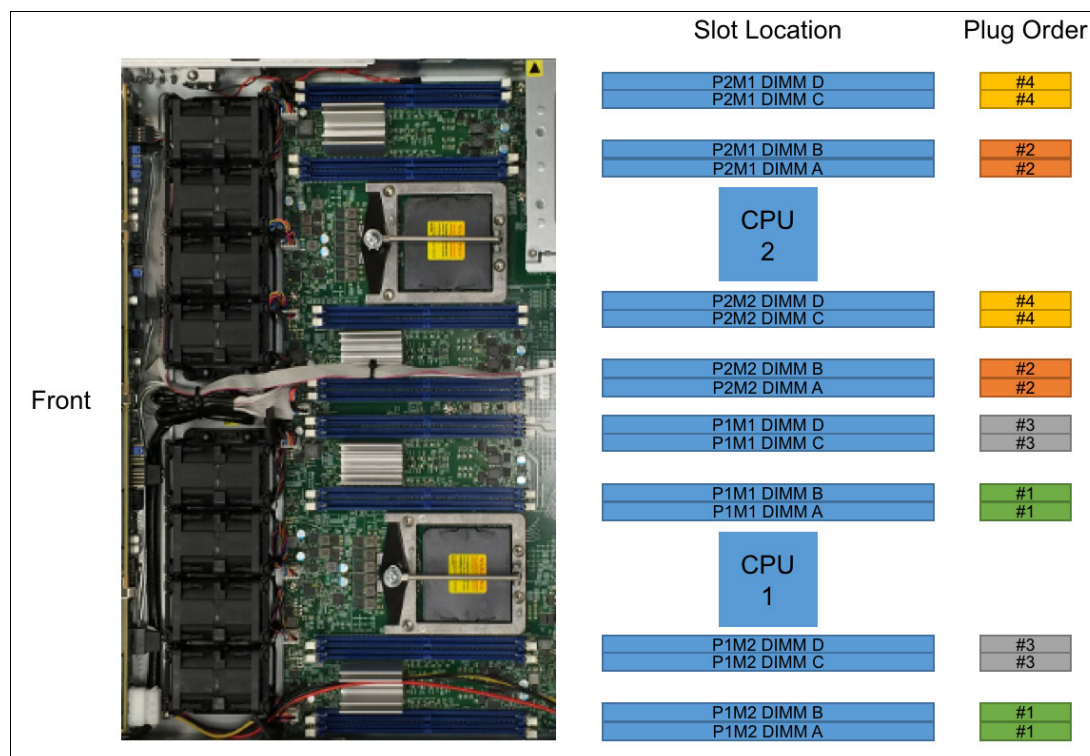 Slot Location Plug Order
P2M1 DIMM D #4
P2M1 DIMM C #4
P2M1 DIMM B #2
P2M1 DIMM A #2
CPU
2
P2M2 DIMM D #4
P2M2 DIMM C #4
P2M2 DIMM B #2
P2M2 DIMM A #2
Front
P1M1 DIMM D #3
P1M1 DIMM C #3
P1M1 DIMM B #1
P1M1 DIMM A #1
CPU
1
P1M2 DIMM D #3
P1M2 DIMM C #3
P1M2 DIMM B #1
P1M2 DIMM A #1